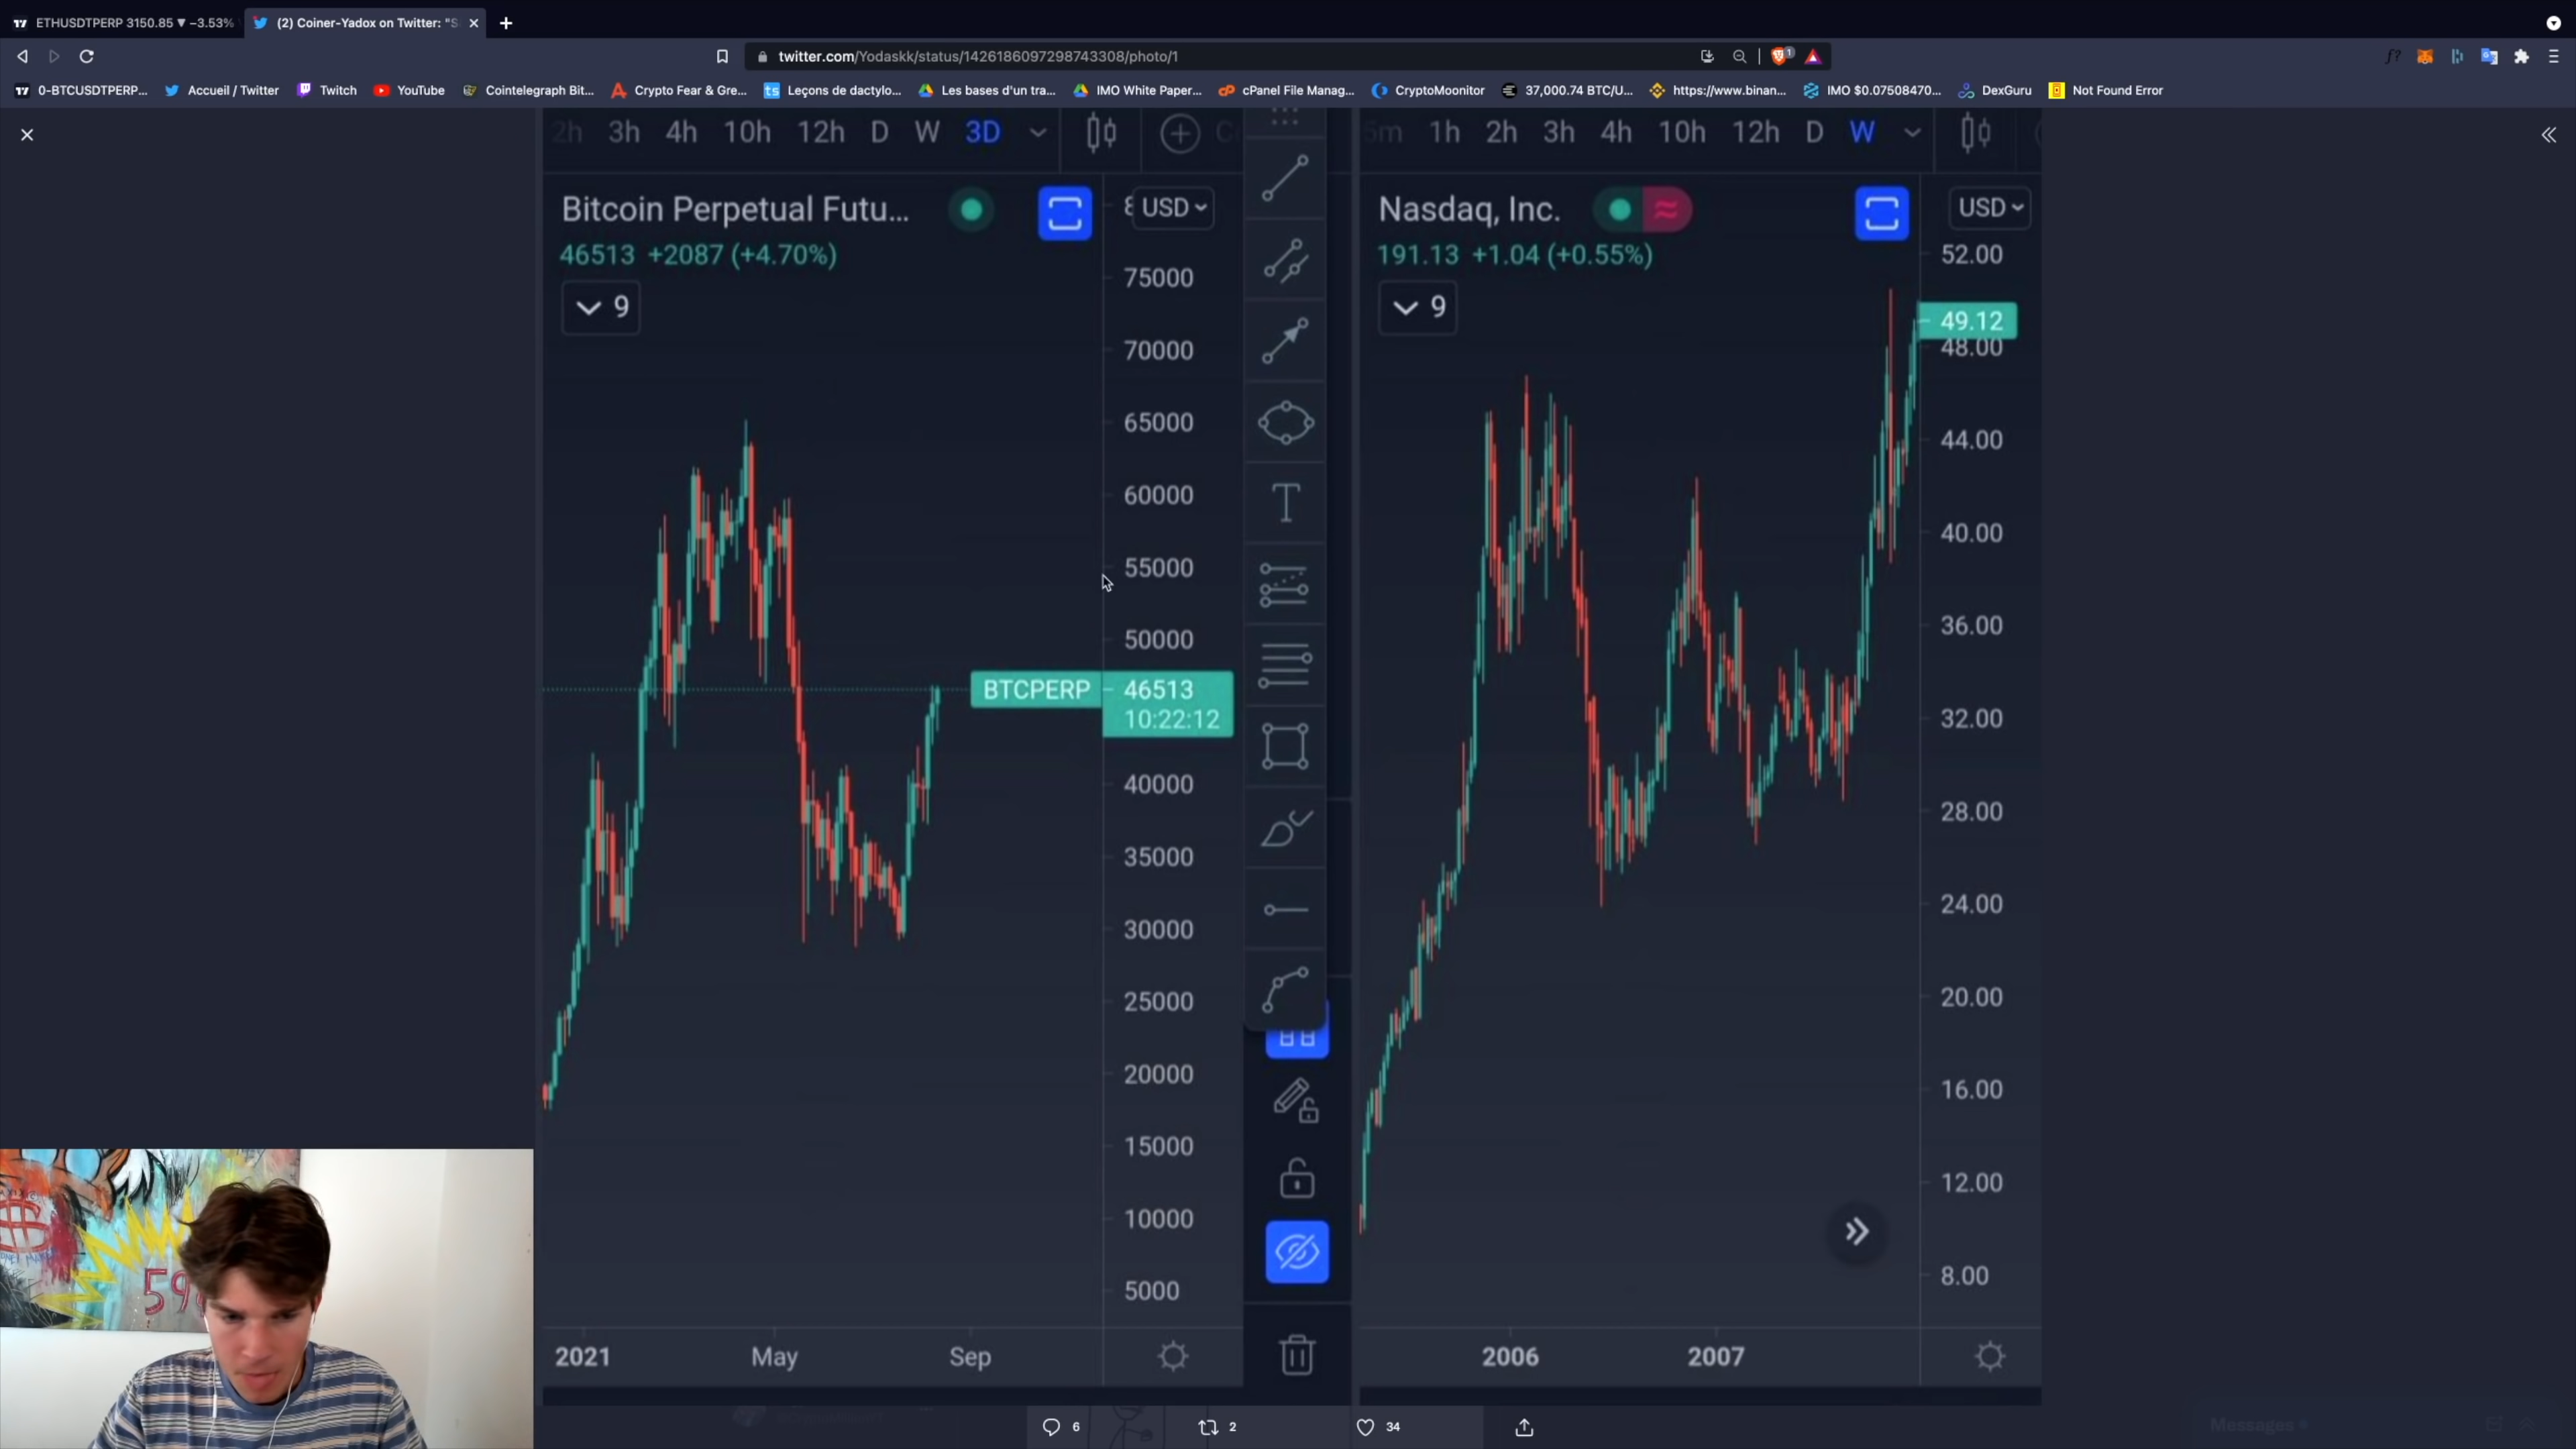 ETHUSDTPERP 3150.85 ▼ −3.53%
(2) Coiner-Yadox on Twitter: "S
twitter.com/Yodaskk/status/1426186097298743308/photo/1
0-BTCUSDTPERP...
Accueil / Twitter
Twitch
YouTube
Cointelegraph Bit...
Crypto Fear & Gre...
Leçons de dactylo...
Les bases d'un tra...
IMO White Paper...
cPanel File Manag...
CryptoMoonitor
37,000.74 BTC/U...
https://www.binan...
IMO $0.07508470...
DexGuru
Not Found Error
2h 3h 4h 10h 12h D W 3D
Bitcoin Perpetual Futu...
USD
46513 +2087 (+4.70%)
9
75000
70000
65000
60000
55000
50000
BTCPERP
46513
10:22:12
40000
35000
30000
25000
20000
15000
10000
5000
2021 May Sep
T
5m 1h 2h 3h 4h 10h 12h D W
Nasdaq, Inc.
USD
191.13 +1.04 (+0.55%)
9
52.00
49.12
48.00
44.00
40.00
36.00
32.00
28.00
24.00
20.00
16.00
12.00
8.00
2006 2007
6
2
34
Messages